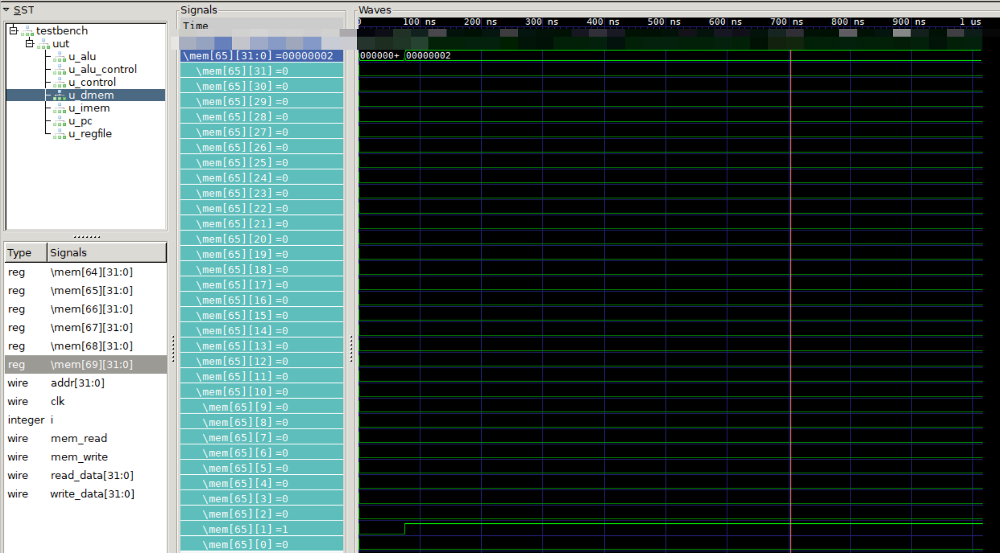 SST
testbench
uut
u_alu
u_alu_control
u_control
u_dmem
u_imem
u_pc
u_regfile
Type Signals
reg \mem[64][31:0]
reg \mem[65][31:0]
reg \mem[66][31:0]
reg \mem[67][31:0]
reg \mem[68][31:0]
reg \mem[69][31:0]
wire addr[31:0]
wire clk
integer i
wire mem_read
wire mem_write
wire read_data[31:0]
wire write_data[31:0]
Signals
Time
\mem[65][31:0] =00000002
\mem[65][31] =0
\mem[65][30] =0
\mem[65][29] =0
\mem[65][28] =0
\mem[65][27] =0
\mem[65][26] =0
\mem[65][25] =0
\mem[65][24] =0
\mem[65][23] =0
\mem[65][22] =0
\mem[65][21] =0
\mem[65][20] =0
\mem[65][19] =0
\mem[65][18] =0
\mem[65][17] =0
\mem[65][16] =0
\mem[65][15] =0
\mem[65][14] =0
\mem[65][13] =0
\mem[65][12] =0
\mem[65][11] =0
\mem[65][10] =0
\mem[65][9] =0
\mem[65][8] =0
\mem[65][7] =0
\mem[65][6] =0
\mem[65][5] =0
\mem[65][4] =0
\mem[65][3] =0
\mem[65][2] =0
\mem[65][1] =1
\mem[65][0] =0
Waves
0 100 ns 200 ns 300 ns 400 ns 500 ns 600 ns 700 ns 800 ns 900 ns 1 us
000000+ 00000002